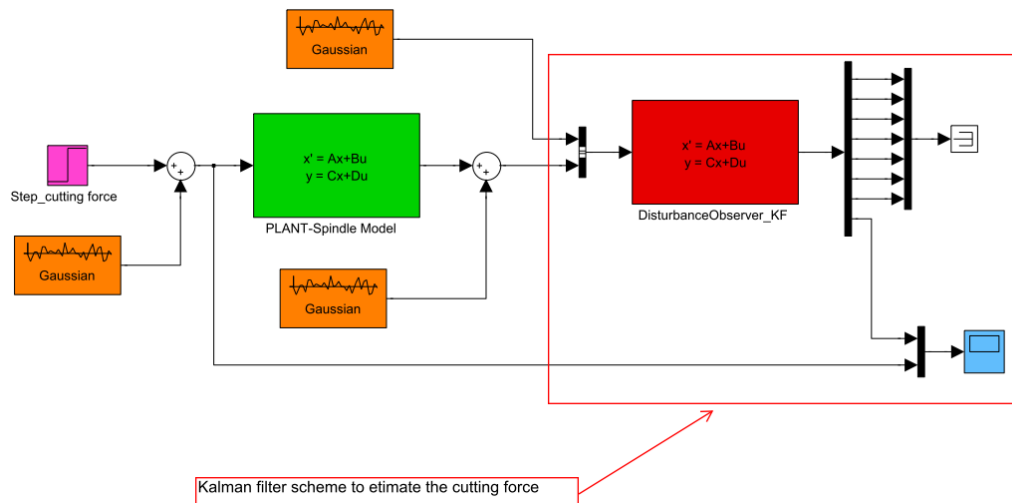 Gaussian
x' = Ax+Bu
y = Cx+Du
x' = Ax+Bu
y = Cx+Du
+
+
+
+
Step_cutting force
DisturbanceObserver_KF
PLANT-Spindle Model
Gaussian
Gaussian
Kalman filter scheme to etimate the cutting force